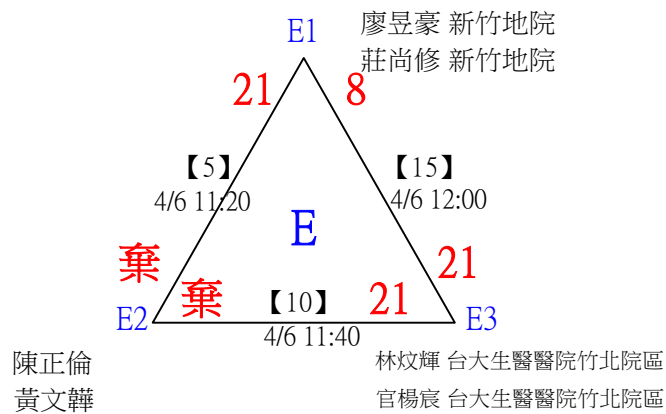 E1
廖昱豪 新竹地院
莊尚修 新竹地院
21
8
【5】
4/6 11:20
【15】
4/6 12:00
E
棄
21
棄
【10】
21
E2
E3
4/6 11:40
陳正倫
林炆輝 台大生醫醫院竹北院區
黃文韡
官楊宸 台大生醫醫院竹北院區